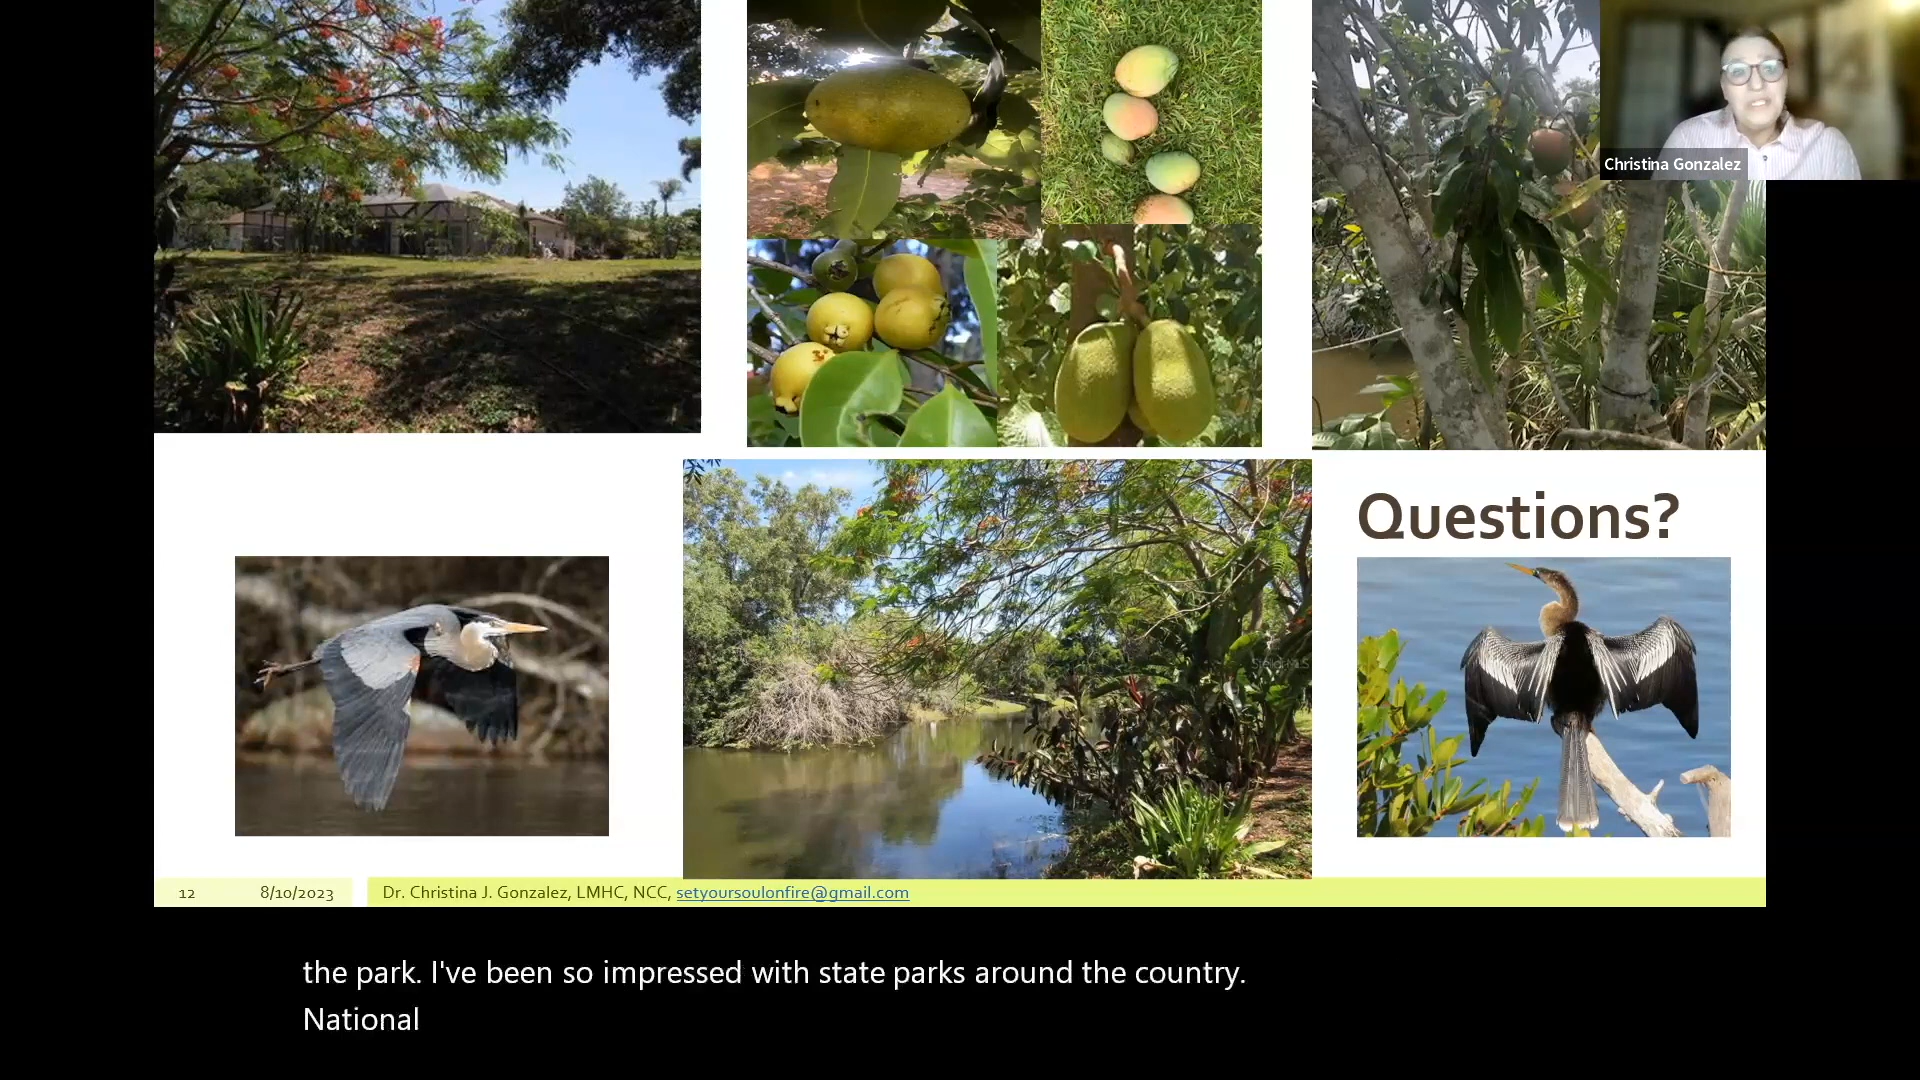 Christina Gonzalez
Questions?
12 8/10/2023 Dr. Christina J. Gonzalez, LMHC, NCC, setyoursoulonfire@gmail.com
the park. I've been so impressed with state parks around the country.
National